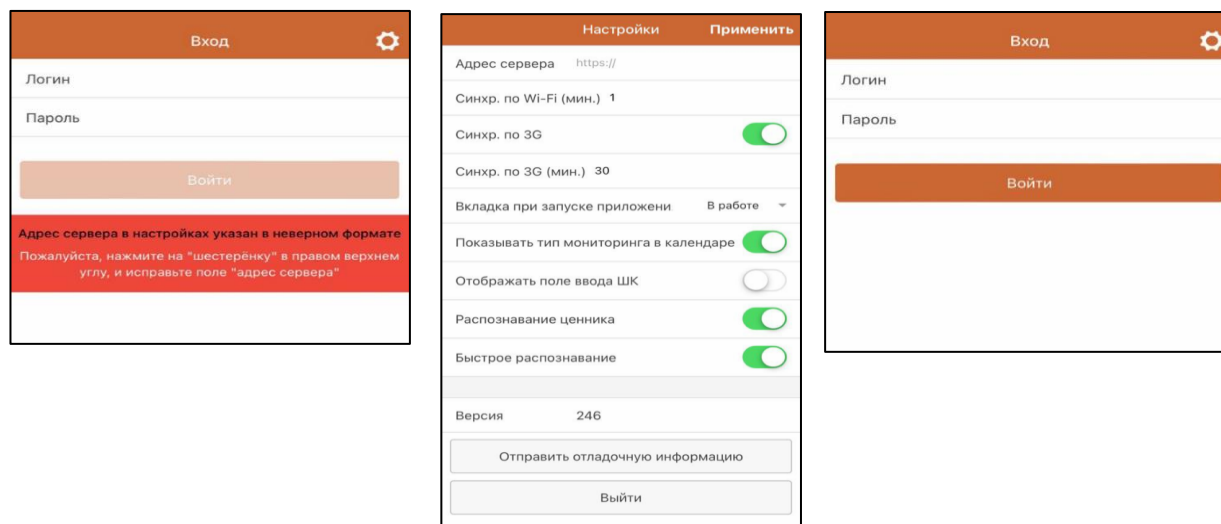 Вход
Логин
Пароль
Войти
Адрес сервера в настройках указан в неверном формате
Пожалуйста, нажмите на "шестерёнку" в правом верхнем
углу, и исправьте поле "адрес сервера"
Настройки Применить
Адрес сервера https://
Синхр. по Wi-Fi (мин.) 1
Синхр. по 3G
Синхр. по 3G (мин.) 30
Вкладка при запуске приложени В работе
Показывать тип мониторинга в календаре
Отображать поле ввода ШК
Распознавание ценника
Быстрое распознавание
Версия 246
Отправить отладочную информацию
Выйти
Вход
Логин
Пароль
Войти